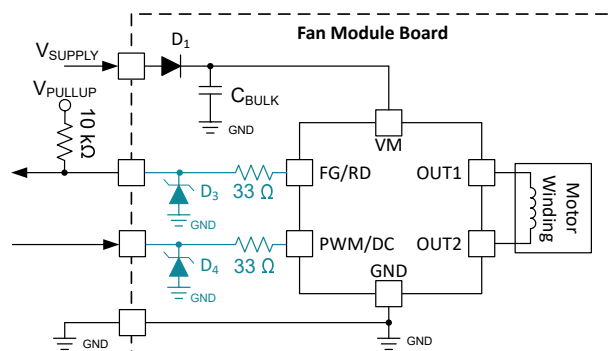 Fan Module Board
D1
VSUPPLY
VPULLUP
CBULK
GND
10 kΩ
VM
FG/RD
OUT1
D3
33 Ω
GND
Motor
Winding
PWM/DC
OUT2
D4
33 Ω
GND
GND
GND
GND